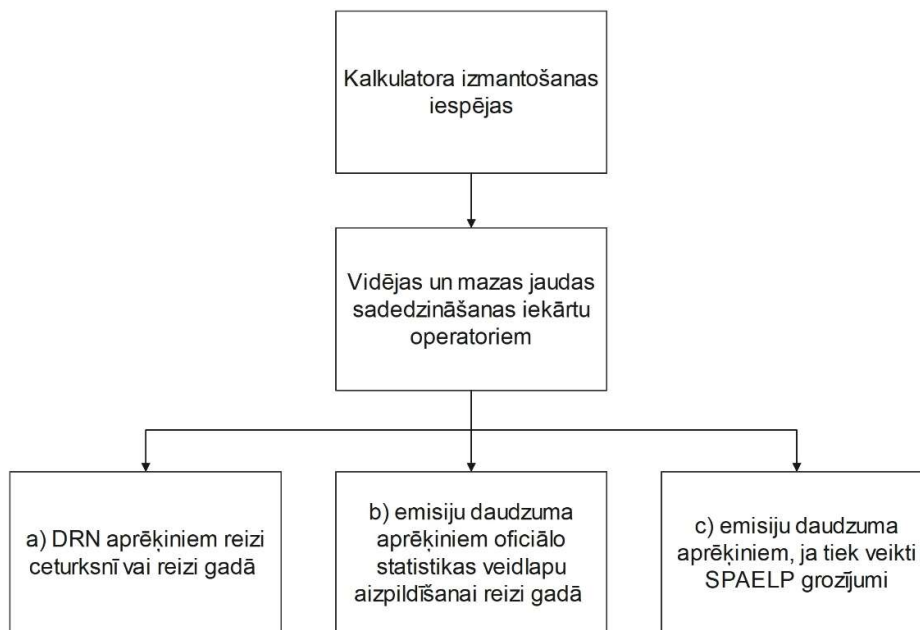 Kalkulatora izmantošanas
iespējas
Vidējas un mazas jaudas
sadedzināšanas iekārtu
operatoriem
a) DRN aprēķiniem reizi
ceturksnī vai reizi gadā
b) emisiju daudzuma
aprēķiniem oficiālo
statistikas veidlapu
aizpildīšanai reizi gadā
c) emisiju daudzuma
aprēķiniem, ja tiek veikti
SPAELP grozījumi